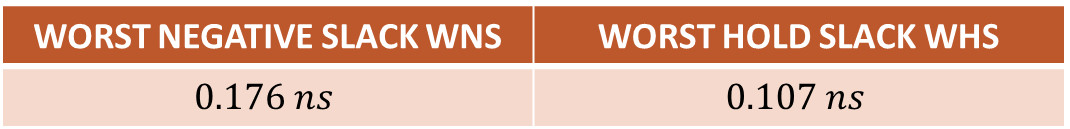 WORST NEGATIVE SLACK WNS WORST HOLD SLACK WHS
0.176 ns 0.107 ns